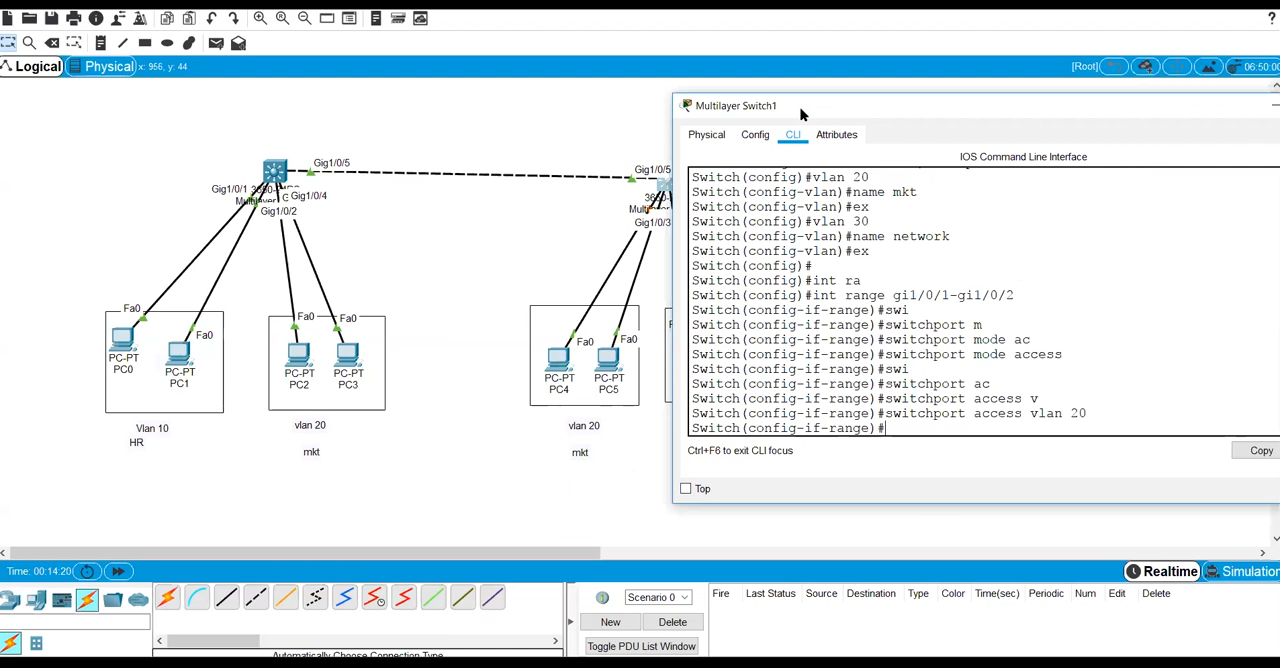 Logical
Physical
x: 956, y: 44
[Root]
06:50:00
Multilayer Switch1
Physical
Config
CLI
Attributes
IOS Command Line Interface
Switch(config)#vlan 20
Switch(config-vlan)#name mkt
Switch(config-vlan)#ex
Switch(config)#vlan 30
Switch(config-vlan)#name network
Switch(config-vlan)#ex
Switch(config)#
Switch(config)#int ra
Switch(config)#int range gi1/0/1-gi1/0/2
Switch(config-if-range)#swi
Switch(config-if-range)#switchport m
Switch(config-if-range)#switchport mode ac
Switch(config-if-range)#switchport mode access
Switch(config-if-range)#swi
Switch(config-if-range)#switchport ac
Switch(config-if-range)#switchport access v
Switch(config-if-range)#switchport access vlan 20
Switch(config-if-range)#
Ctrl+F6 to exit CLI focus
Copy
Top
Gig1/0/5
Gig1/0/5
Gig1/0/1
Gig1/0/4
Gig1/0/2
Gig1/0/3
Fa0
Fa0
Fa0
Fa0
Fa0
Fa0
PC-PT
PC0
PC-PT
PC1
PC-PT
PC2
PC-PT
PC3
PC-PT
PC4
PC-PT
PC5
Vlan 10
HR
vlan 20
mkt
vlan 20
mkt
Time: 00:14:20
Realtime
Simulation
Scenario 0
New
Delete
Toggle PDU List Window
Fire
Last Status
Source
Destination
Type
Color
Time(sec)
Periodic
Num
Edit
Delete
Automatically Choose Connection Type